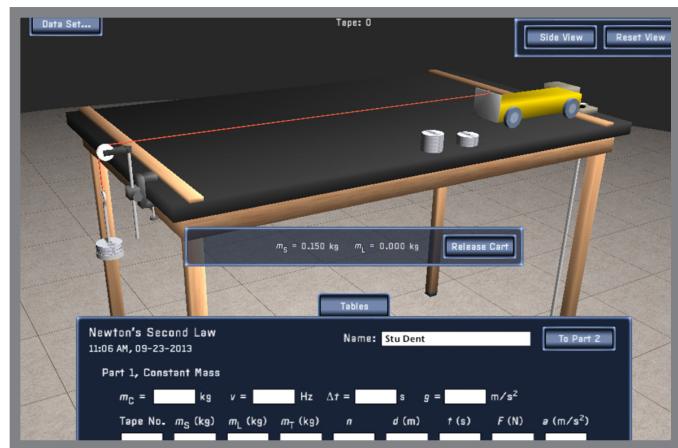 Data Set...
Tape: 0
Side View
Reset View
mS = 0.150 kg mL = 0.000 kg
Release Cart
Tables
Newton's Second Law
11:06 AM, 09-23-2013
Name: Stu Dent
To Part 2
Part 1, Constant Mass
mC = kg v = Hz Δt = s g = m/s²
Tape No. mS (kg) mL (kg) mT (kg) n d (m) t (s) F (N) a (m/s²)